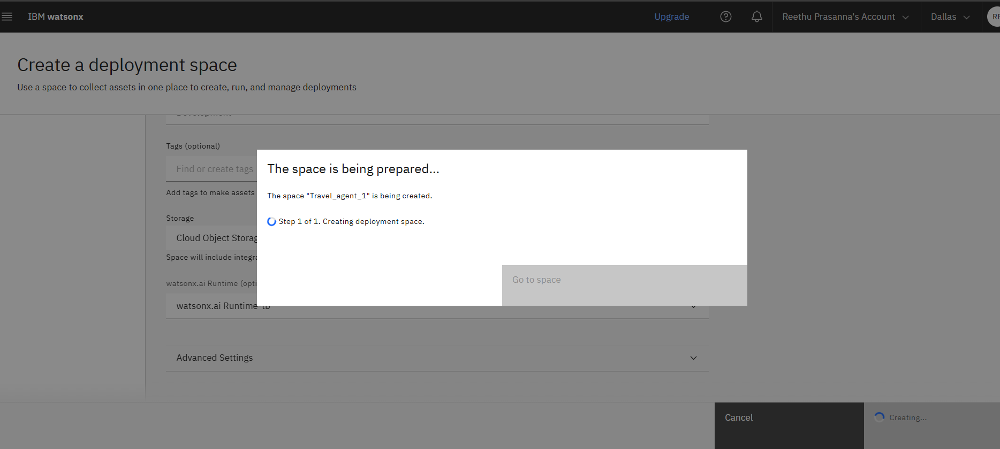 IBM watsonx
Upgrade
Reethu Prasanna's Account
Dallas
Create a deployment space
Use a space to collect assets in one place to create, run, and manage deployments
Development
Tags (optional)
Find or create tags
Add tags to make assets
The space is being prepared...
The space "Travel_agent_1" is being created.
Step 1 of 1. Creating deployment space.
Go to space
Storage
Cloud Object Storag
Space will include integra
watsonx.ai Runtime (opti
watsonx.ai Runtime-tb
Advanced Settings
Cancel
Creating...